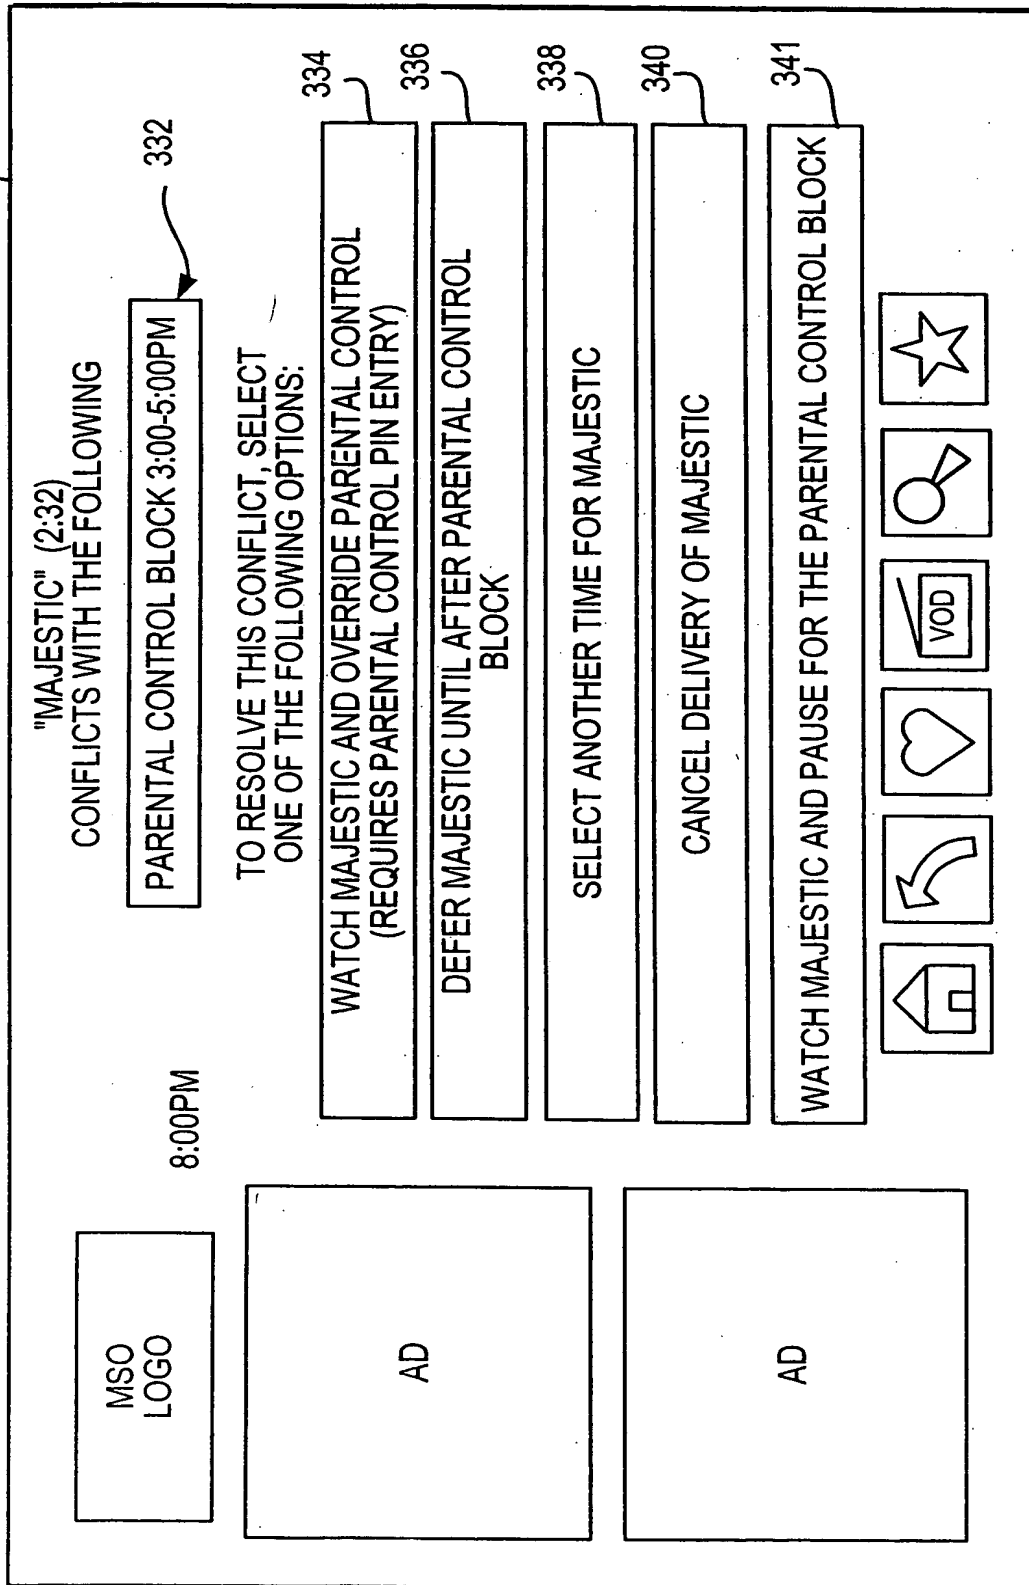 "MAJESTIC" (2:32)
CONFLICTS WITH THE FOLLOWING
MSO
LOGO
8:00PM
PARENTAL CONTROL BLOCK 3:00-5:00PM
332
TO RESOLVE THIS CONFLICT, SELECT
ONE OF THE FOLLOWING OPTIONS:
AD
WATCH MAJESTIC AND OVERRIDE PARENTAL CONTROL
(REQUIRES PARENTAL CONTROL PIN ENTRY)
334
DEFER MAJESTIC UNTIL AFTER PARENTAL CONTROL
BLOCK
336
SELECT ANOTHER TIME FOR MAJESTIC
338
AD
CANCEL DELIVERY OF MAJESTIC
340
WATCH MAJESTIC AND PAUSE FOR THE PARENTAL CONTROL BLOCK
341
VOD